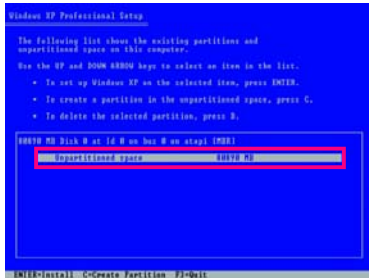 Windows XP Professional Setup
The following list shows the existing partitions and
unpartitioned space on this computer.
Use the UP and DOWN ARROW keys to select an item in the list.
• To set up Windows XP on the selected item, press ENTER.
• To create a partition in the unpartitioned space, press C.
• To delete the selected partition, press D.
MB Disk 0 at Id 0 on bus 0 on atapi [MBR]
Unpartitioned space MB
ENTER=Install C=Create Partition F3=Quit